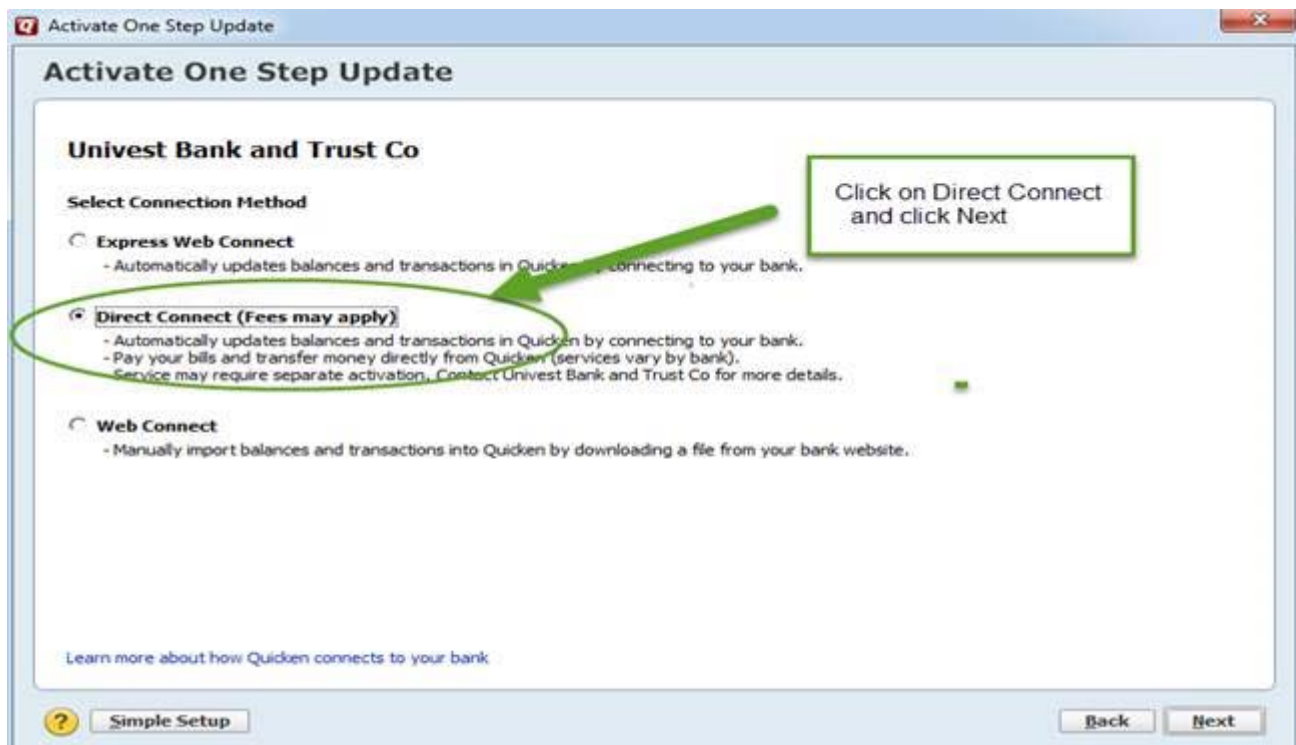 Activate One Step Update
Activate One Step Update
Univest Bank and Trust Co
Click on Direct Connect
and click Next
Select Connection Method
Express Web Connect
- Automatically updates balances and transactions in Quicken by connecting to your bank.
Direct Connect (Fees may apply)
- Automatically updates balances and transactions in Quicken by connecting to your bank.
- Pay your bills and transfer money directly from Quicken (services vary by bank).
- Service may require separate activation. Contact Univest Bank and Trust Co for more details.
Web Connect
- Manually import balances and transactions into Quicken by downloading a file from your bank website.
Learn more about how Quicken connects to your bank
? Simple Setup Back Next